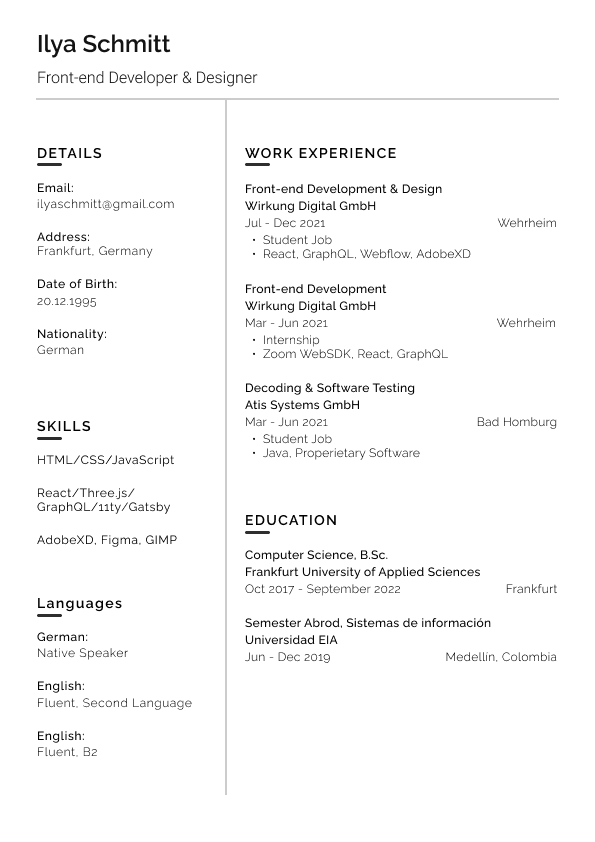 Ilya Schmitt
Front-end Developer & Designer
DETAILS
Email:
ilyaschmitt@gmail.com
Address:
Frankfurt, Germany
Date of Birth:
20.12.1995
Nationality:
German
SKILLS
HTML/CSS/JavaScript
React/Three.js/
GraphQL/11ty/Gatsby
AdobeXD, Figma, GIMP
Languages
German:
Native Speaker
English:
Fluent, Second Language
English:
Fluent, B2
WORK EXPERIENCE
Front-end Development & Design
Wirkung Digital GmbH
Jul - Dec 2021 Wehrheim
• Student Job
• React, GraphQL, Webflow, AdobeXD
Front-end Development
Wirkung Digital GmbH
Mar - Jun 2021 Wehrheim
• Internship
• Zoom WebSDK, React, GraphQL
Decoding & Software Testing
Atis Systems GmbH
Mar - Jun 2021 Bad Homburg
• Student Job
• Java, Properietary Software
EDUCATION
Computer Science, B.Sc.
Frankfurt University of Applied Sciences
Oct 2017 - September 2022 Frankfurt
Semester Abrod, Sistemas de información
Universidad EIA
Jun - Dec 2019 Medellín, Colombia